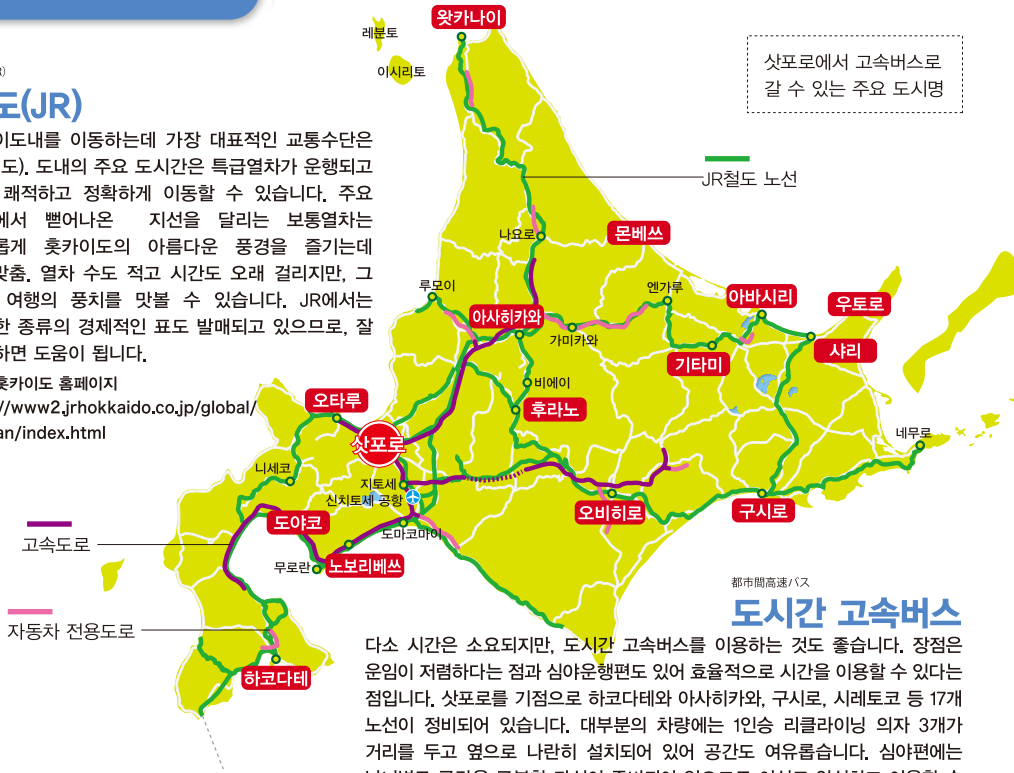 도(JR)
이도내를 이동하는데 가장 대표적인 교통수단은
도). 도내의 주요 도시간은 특급열차가 운행되고
쾌적하고 정확하게 이동할 수 있습니다. 주요
에서 뻗어나온 지선을 달리는 보통열차는
롭게 홋카이도의 아름다운 풍경을 즐기는데
맞춤. 열차 수도 적고 시간도 오래 걸리지만, 그
여행의 풍치를 맛볼 수 있습니다. JR에서는
한 종류의 경제적인 표도 발매되고 있으므로, 잘
하면 도움이 됩니다.
홋카이도 홈페이지
//www2.jrhokkaido.co.jp/global/
an/index.html
삿포로에서 고속버스로
갈 수 있는 주요 도시명
JR철도 노선
고속도로
자동차 전용도로
왓카나이
레분토
이시리토
나요로
몬베쓰
루모이
엔가루
아바시리
우토로
아사히카와
가미카와
기타미
샤리
비에이
오타루
후라노
삿포로
네무로
니세코
지토세
신치토세 공항
오비히로
구시로
도야코
도마코마이
무로란
노보리베쓰
하코다테
都市間高速バス
도시간 고속버스
다소 시간은 소요되지만, 도시간 고속버스를 이용하는 것도 좋습니다. 장점은
운임이 저렴하다는 점과 심야운행편도 있어 효율적으로 시간을 이용할 수 있다는
점입니다. 삿포로를 기점으로 하코다테와 아사히카와, 구시로, 시레토코 등 17개
노선이 정비되어 있습니다. 대부분의 차량에는 1인승 리클라이닝 의자 3개가
거리를 두고 옆으로 나란히 설치되어 있어 공간도 여유롭습니다. 심야편에는